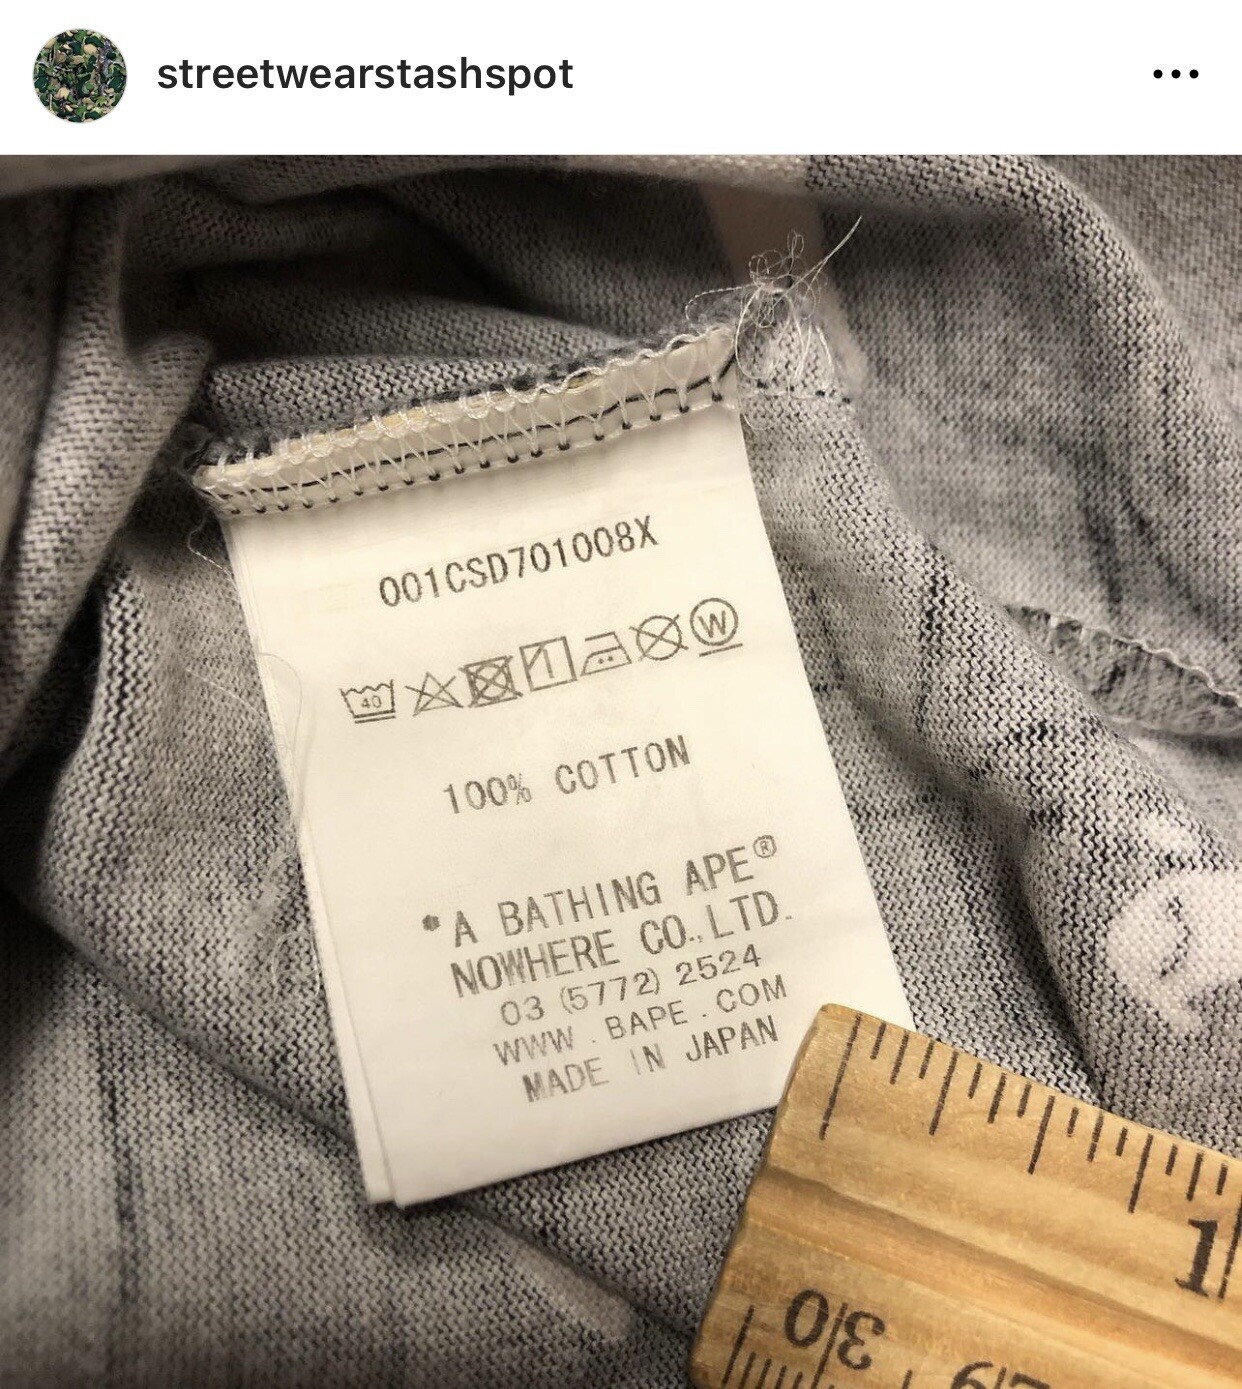 streetwearstashspot
001CSD701008X
40
W
100% COTTON
*A BATHING APE®
NOWHERE CO., LTD.
03 (5772) 2524
WWW . BAPE . COM
MADE IN JAPAN
1
30
29